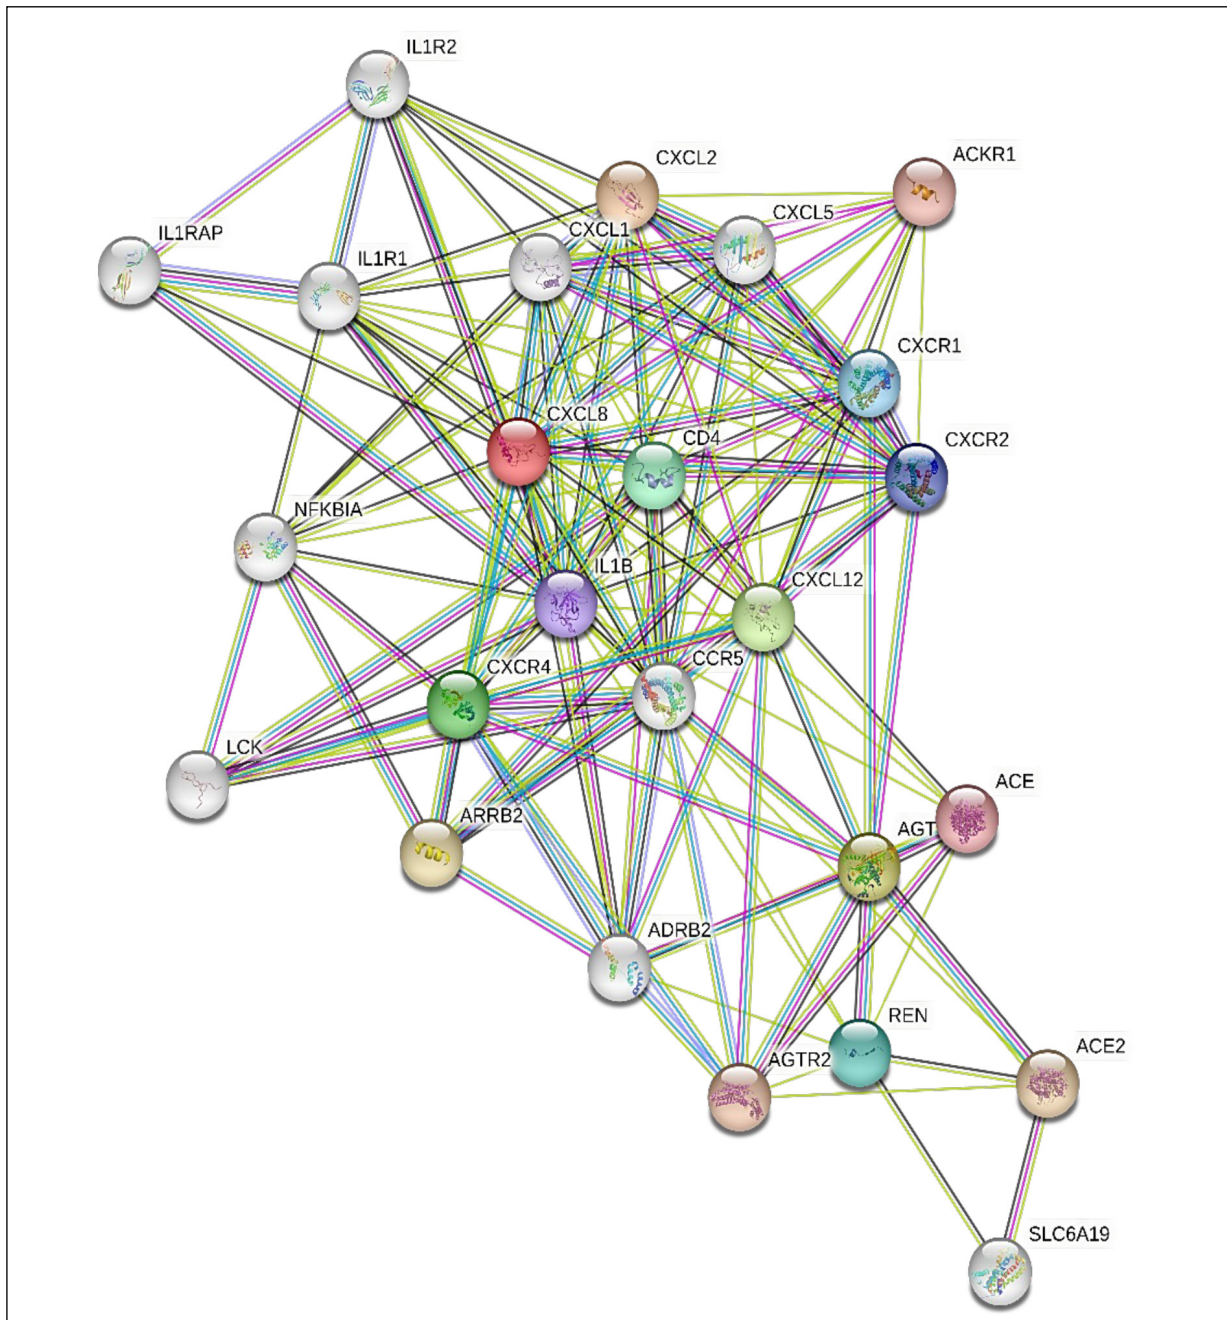 IL1R2
CXCL2
ACKR1
CXCL5
CXCL1
IL1RAP
IL1R1
CXCR1
CXCL8
CD4
CXCR2
NFKBIA
IL1B
CXCL12
CXCR4
CCR5
LCK
ACE
ARRB2
AGT
ADRB2
REN
ACE2
AGTR2
SLC6A19